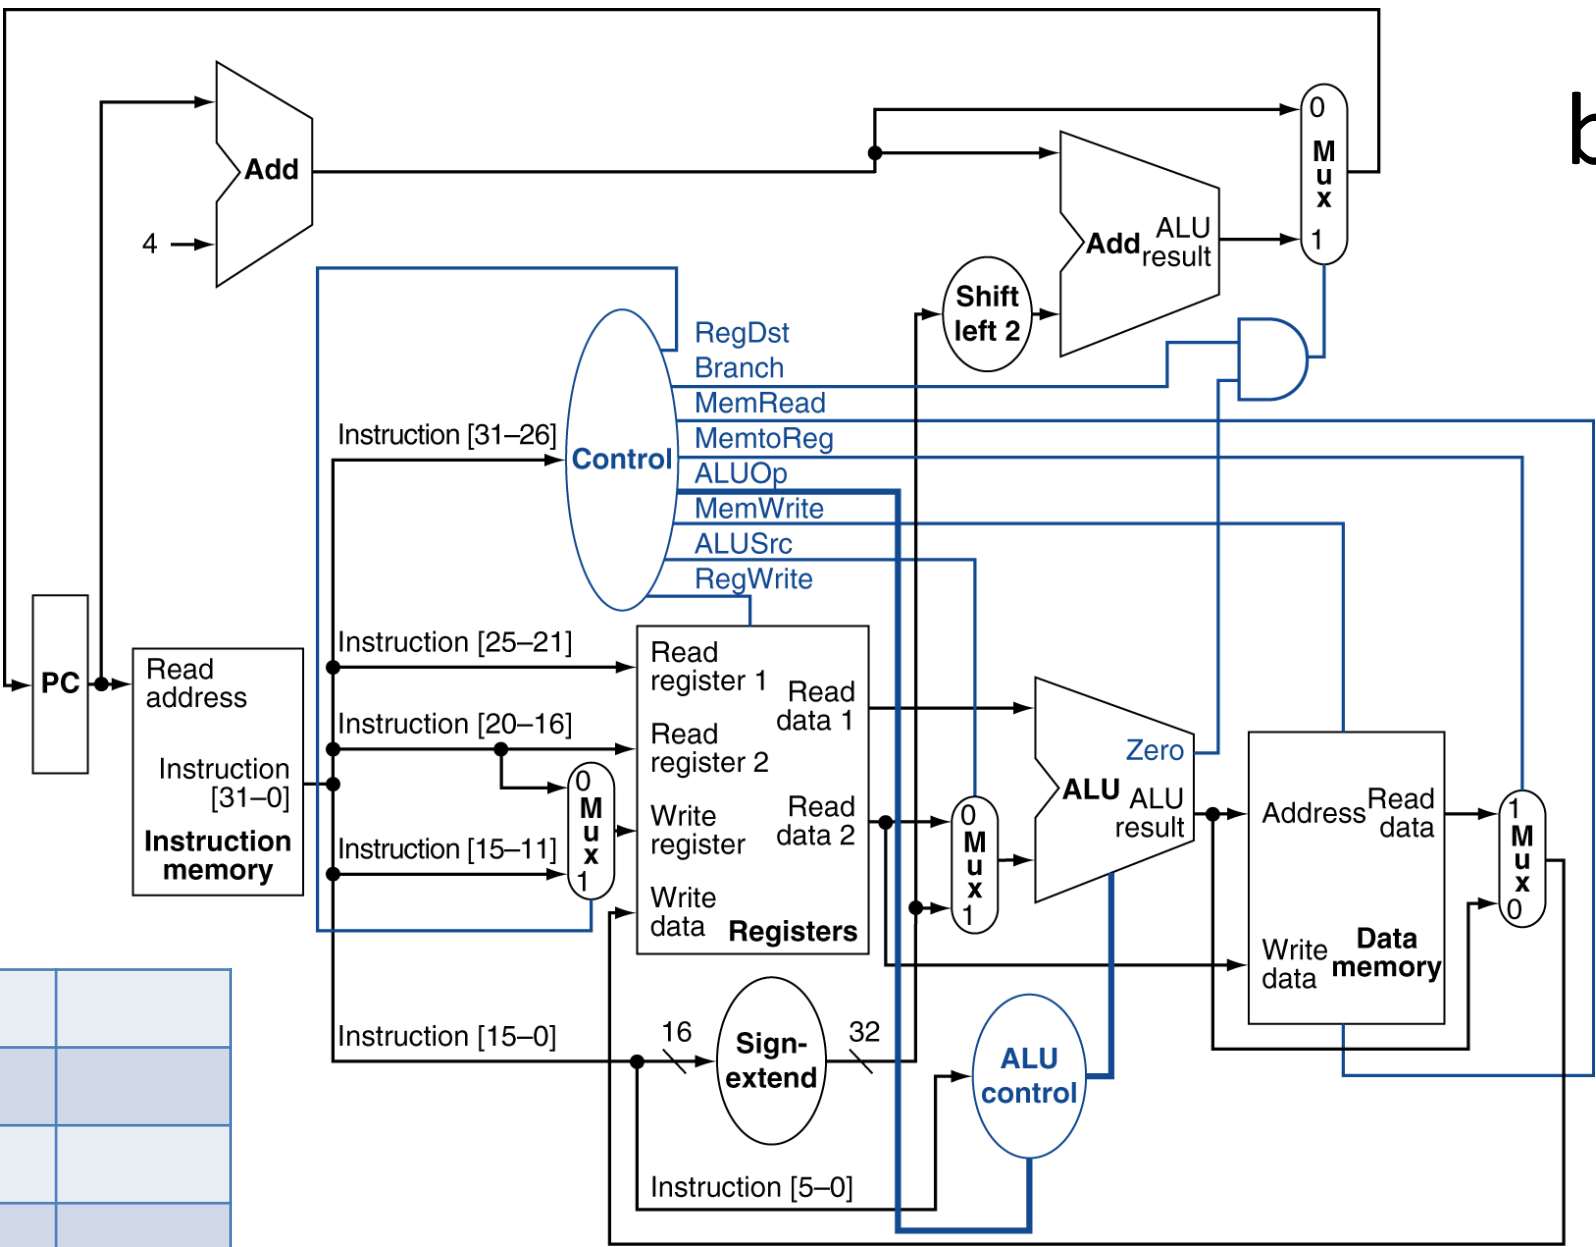 b
0
M
u
x
1
Add
4
Add
ALU
result
Shift
left 2
RegDst
Branch
MemRead
MemtoReg
ALUOp
MemWrite
ALUSrc
RegWrite
Instruction [31–26]
Control
PC
Read
address
Instruction
[31–0]
Instruction
memory
Instruction [25–21]
Instruction [20–16]
Instruction [15–11]
0
M
u
x
1
Read
register 1
Read
register 2
Write
register
Write
data
Read
data 1
Read
data 2
Registers
0
M
u
x
1
Zero
ALU
ALU
result
Address
Read
data
Write
data
Data
memory
1
M
u
x
0
Instruction [15–0]
16
Sign-
extend
32
ALU
control
Instruction [5–0]